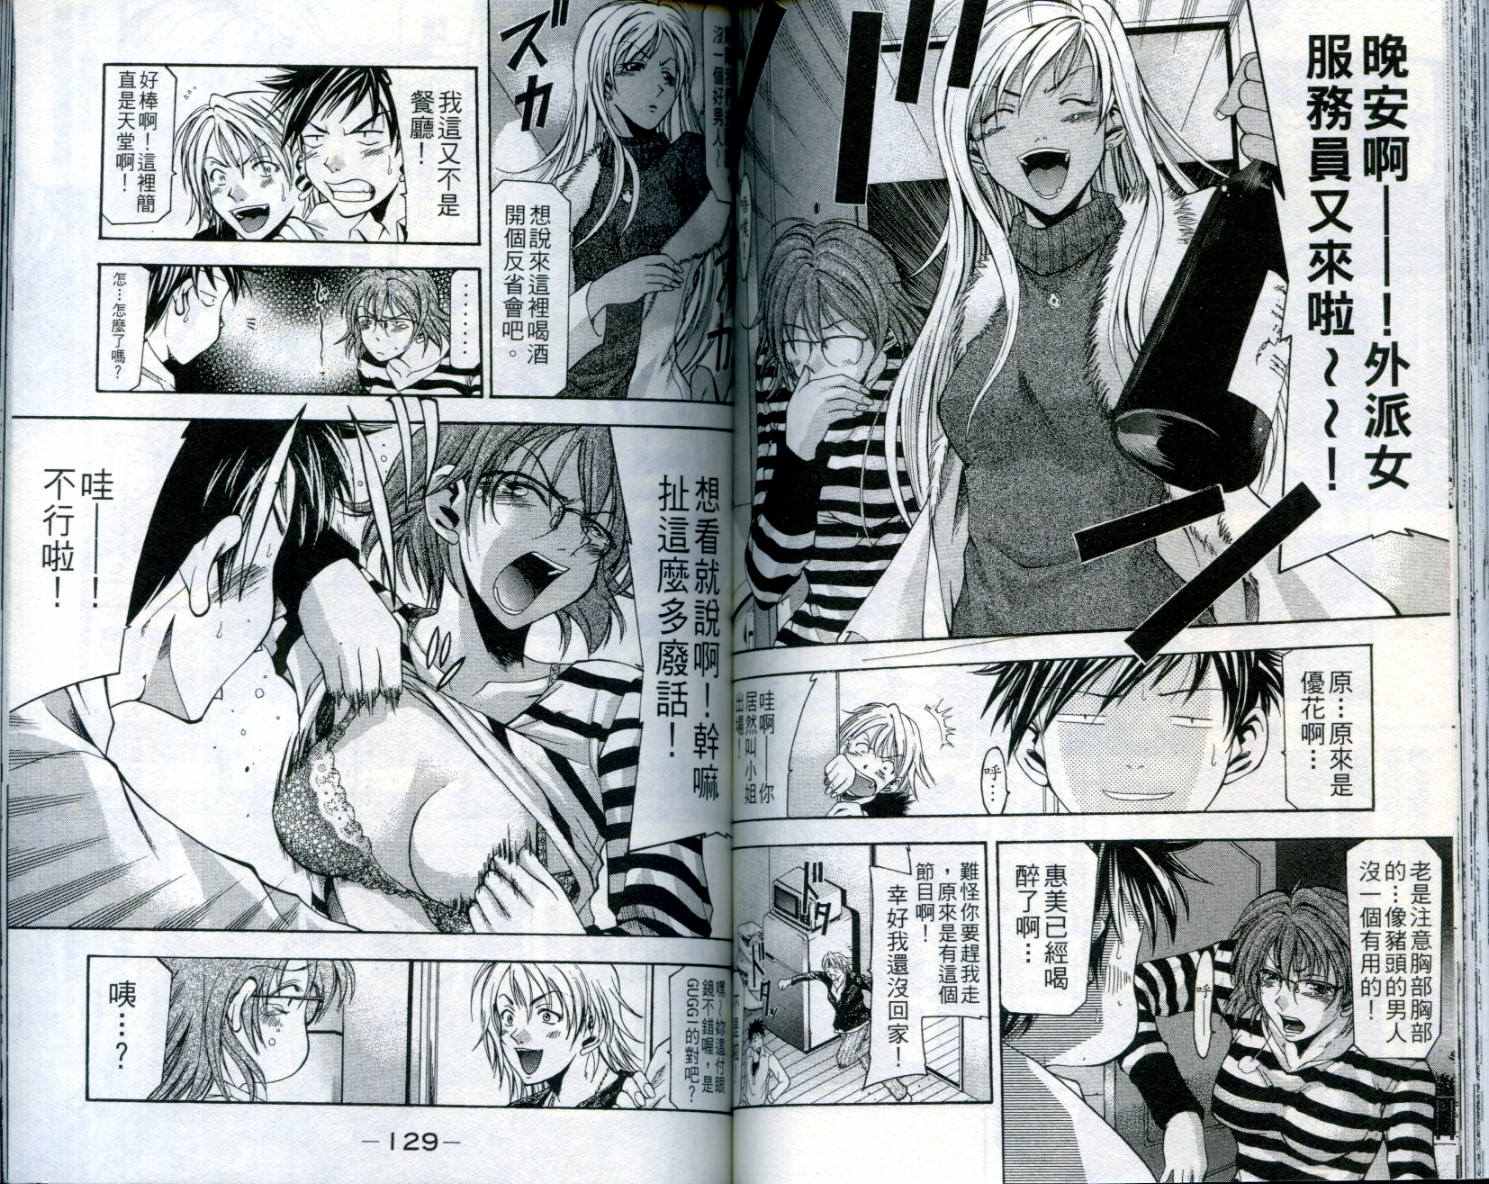 晚安啊——！外派女
服務員又來啦～～！
原…原來是
優花啊…
呼…
哇啊——你
居然叫小姐
出場！
老是注意胸部胸部
的…像豬頭的男人
沒一個有用的！
呼
惠美已經喝
醉了啊…
難怪你要趕我走
，原來是有這個
節目啊！
幸好我還沒回家！
ドタ
ドタ
沒一個好男人
ズカ
想說來這裡喝酒
開個反省會吧。
我這又不是
餐廳！
好棒啊！這裡簡
直是天堂啊！
……
怎…怎麼了嗎？
想看就說啊！幹嘛
扯這麼多廢話！
哇——！
不行啦！
嘿～妳這付眼
鏡不錯喔，是
GUGGI的對吧？
咦…？
－129－